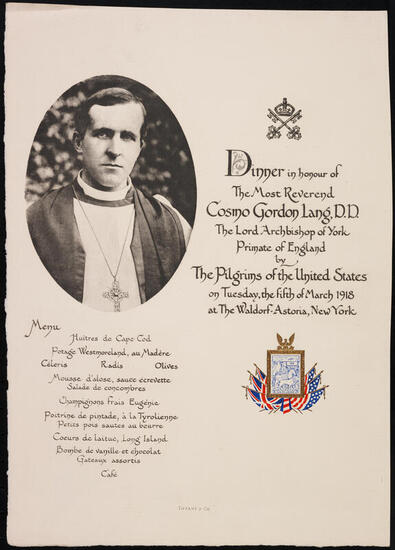 Dinner in honour of
The Most Reverend
Cosmo Gordon Lang, D.D.
The Lord Archbishop of York
Primate of England
by
The Pilgrims of the United States
on Tuesday, the fifth of March 1918
at The Waldorf-Astoria, New York
Menu
Huîtres de Cape Cod
Potage Westmoreland, au Madère
Céleris Radis Olives
Mousse d'alose, sauce écrevette
Salade de concombres
Champignons frais Eugénie
Poitrine de pintade, à la Tyrolienne
Petits pois sautes au beurre
Coeurs de laitue, Long Island
Bombe de vanille et chocolat
Gateaux assortis
Café
TIFFANY & CO.